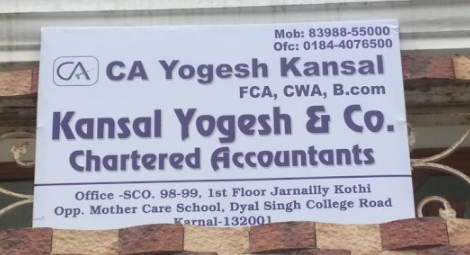 Mob: 83988-55000
Ofc: 0184-4076500
CA CA Yogesh Kansal
FCA, CWA, B.com
Kansal Yogesh & Co.
Chartered Accountants
Office -SCO. 98-99, 1st Floor Jarnailly Kothi
Opp. Mother Care School, Dyal Singh College Road
Karnal-132001